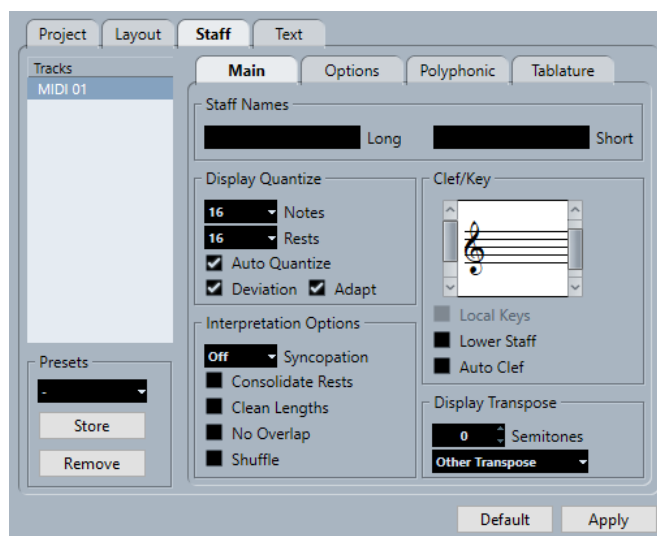 Project Layout Staff Text
Tracks
MIDI 01
Main Options Polyphonic Tablature
Staff Names
Long Short
Display Quantize
16 Notes
16 Rests
Auto Quantize
Deviation Adapt
Clef/Key
Local Keys
Lower Staff
Auto Clef
Interpretation Options
Off Syncopation
Consolidate Rests
Clean Lengths
No Overlap
Shuffle
Display Transpose
0 Semitones
Other Transpose
Presets
-
Store
Remove
Default Apply